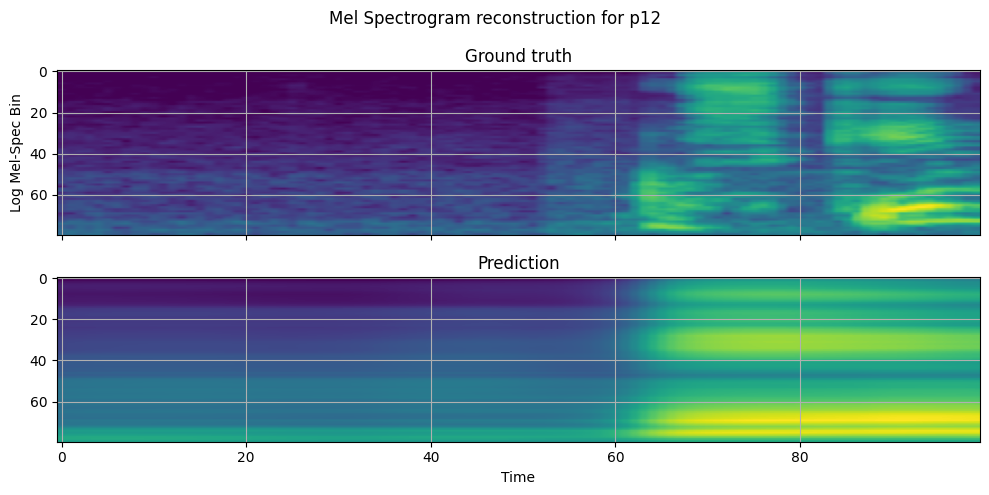 Mel Spectrogram reconstruction for p12
Ground truth
Log Mel-Spec Bin
0
20
40
60
Prediction
0
20
40
60
0 20 40 60 80
Time